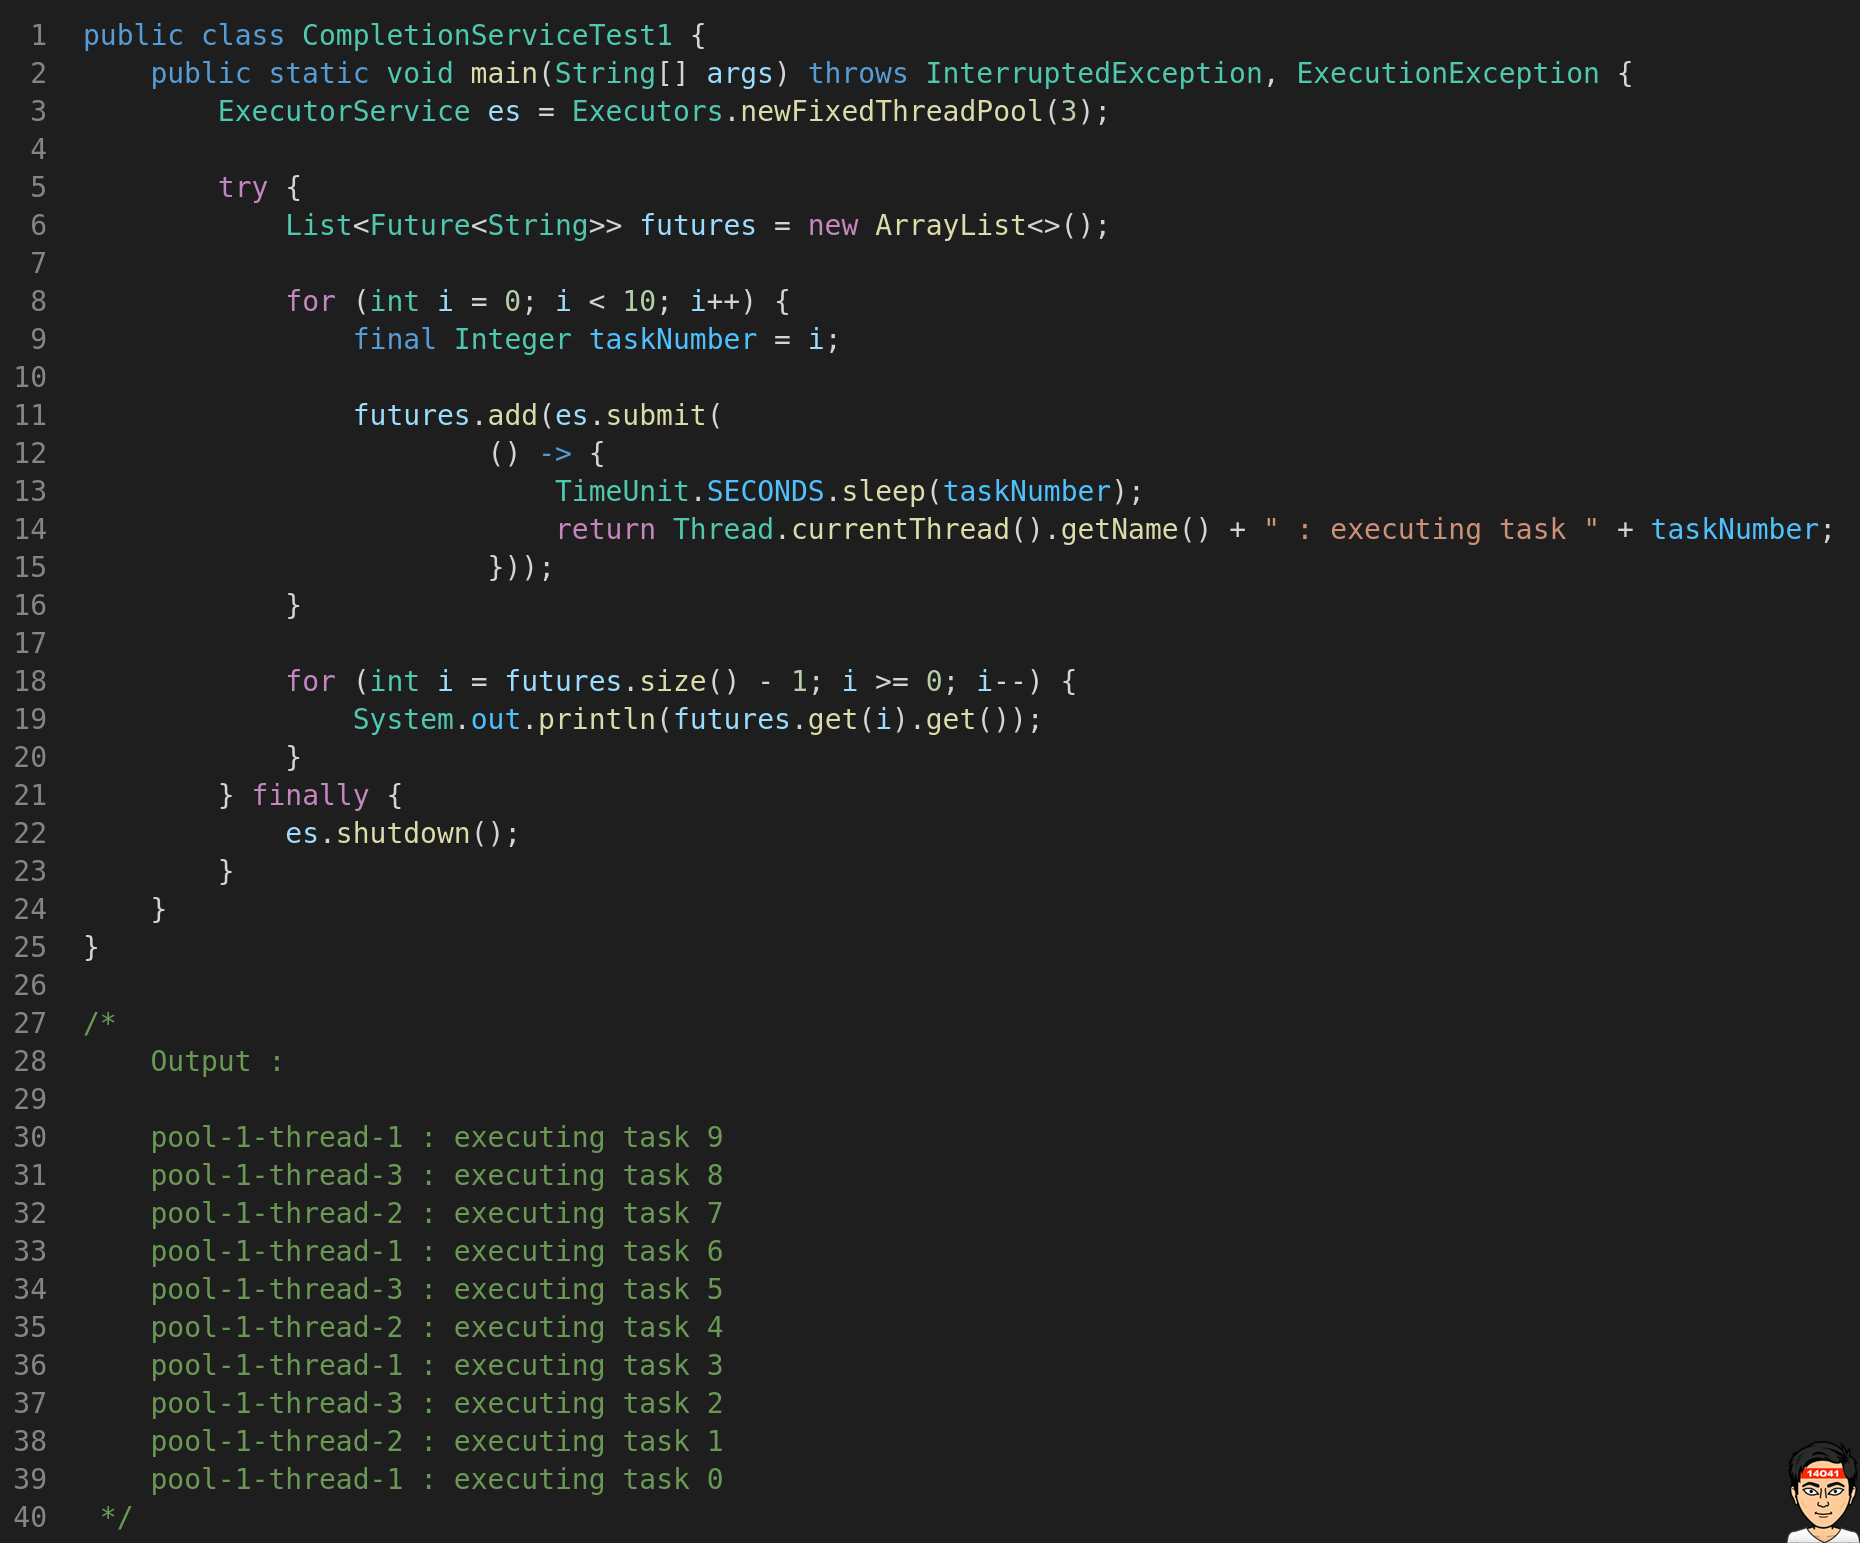 1 public class CompletionServiceTest1 {
2 public static void main(String[] args) throws InterruptedException, ExecutionException {
3 ExecutorService es = Executors.newFixedThreadPool(3);
4
5 try {
6 List<Future<String>> futures = new ArrayList<>();
7
8 for (int i = 0; i < 10; i++) {
9 final Integer taskNumber = i;
10
11 futures.add(es.submit(
12 () -> {
13 TimeUnit.SECONDS.sleep(taskNumber);
14 return Thread.currentThread().getName() + " : executing task " + taskNumber;
15 }));
16 }
17
18 for (int i = futures.size() - 1; i >= 0; i--) {
19 System.out.println(futures.get(i).get());
20 }
21 } finally {
22 es.shutdown();
23 }
24 }
25 }
26
27 /*
28 Output :
29
30 pool-1-thread-1 : executing task 9
31 pool-1-thread-3 : executing task 8
32 pool-1-thread-2 : executing task 7
33 pool-1-thread-1 : executing task 6
34 pool-1-thread-3 : executing task 5
35 pool-1-thread-2 : executing task 4
36 pool-1-thread-1 : executing task 3
37 pool-1-thread-3 : executing task 2
38 pool-1-thread-2 : executing task 1
39 pool-1-thread-1 : executing task 0
40 */
14041